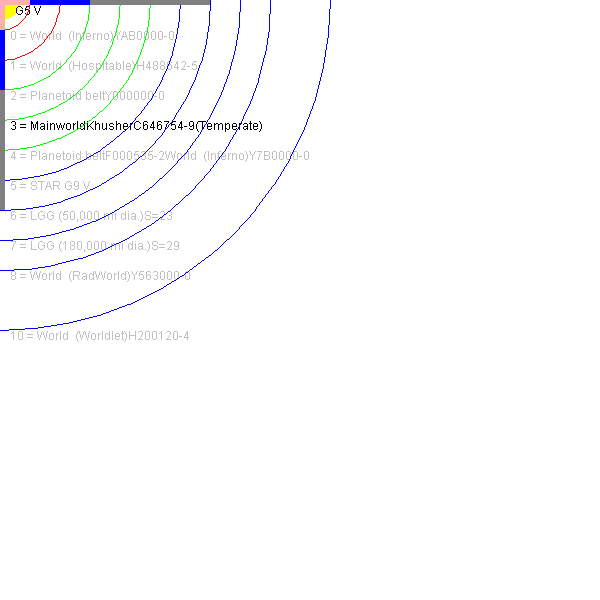 G5 V
0 = World  (Inferno)YAB0000-0
1 = World  (Hospitable)H488342-5
2 = Planetoid beltY000000-0
3 = MainworldKhusherC646754-9(Temperate)
4 = Planetoid beltF000535-2World  (Inferno)Y7B0000-0
5 = STAR G9 V
6 = LGG (50,000 mi dia.)S=23
7 = LGG (180,000 mi dia.)S=29
8 = World  (RadWorld)Y563000-0
10 = World  (Worldlet)H200120-4